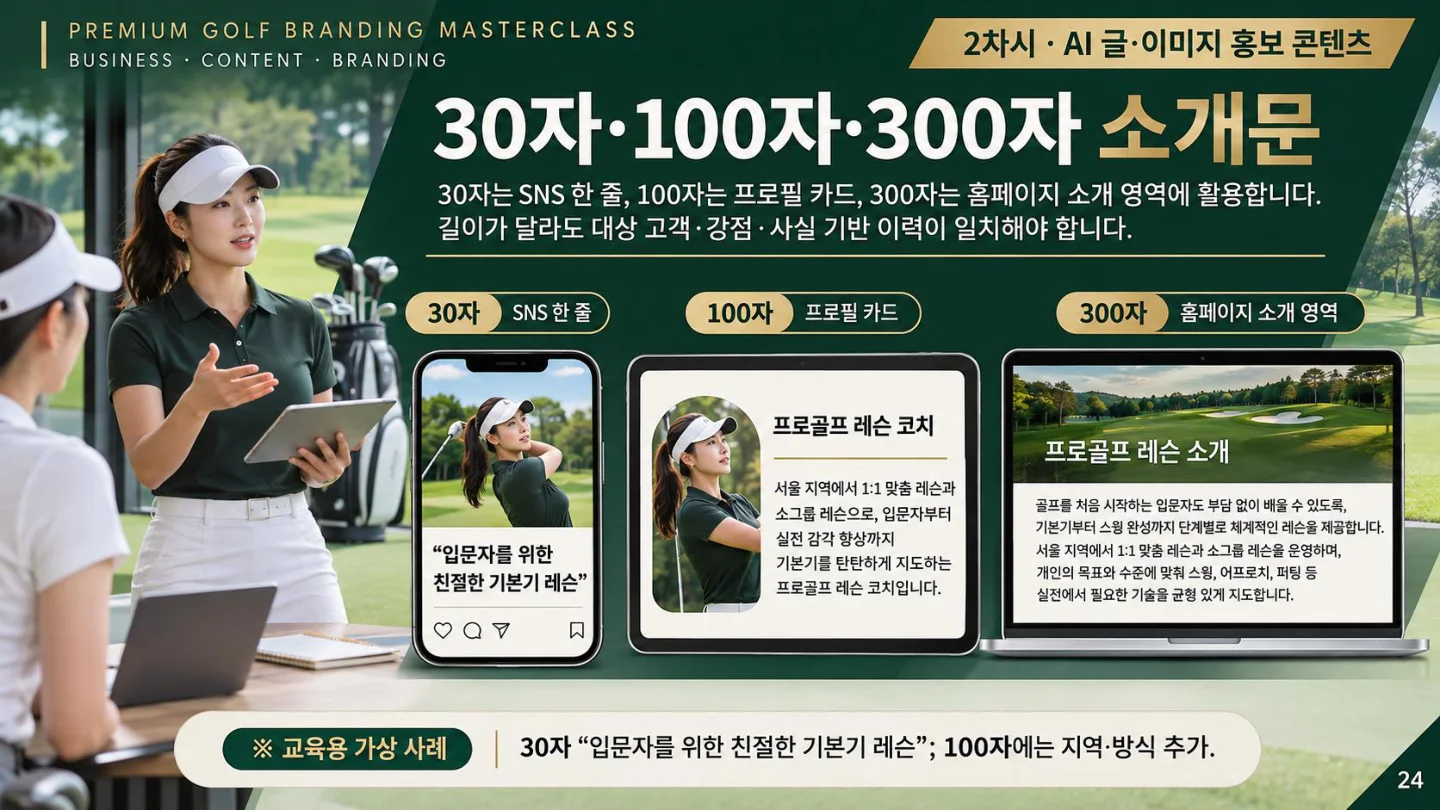 PREMIUM GOLF BRANDING MASTERCLASS
BUSINESS · CONTENT · BRANDING
2차시 · AI 글·이미지 홍보 콘텐츠
30자·100자·300자 소개문
30자는 SNS 한 줄, 100자는 프로필 카드, 300자는 홈페이지 소개 영역에 활용합니다.
길이가 달라도 대상 고객·강점·사실 기반 이력이 일치해야 합니다.
30자 SNS 한 줄
“입문자를 위한
친절한 기본기 레슨”
100자 프로필 카드
프로골프 레슨 코치
서울 지역에서 1:1 맞춤 레슨과
소그룹 레슨으로, 입문자부터
실전 감각 향상까지
기본기를 탄탄하게 지도하는
프로골프 레슨 코치입니다.
300자 홈페이지 소개 영역
프로골프 레슨 소개
골프를 처음 시작하는 입문자도 부담 없이 배울 수 있도록,
기본기부터 스윙 완성까지 단계별로 체계적인 레슨을 제공합니다.
서울 지역에서 1:1 맞춤 레슨과 소그룹 레슨을 운영하며,
개인의 목표와 수준에 맞춰 스윙, 어프로치, 퍼팅 등
실전에서 필요한 기술을 균형 있게 지도합니다.
※ 교육용 가상 사례
30자 “입문자를 위한 친절한 기본기 레슨”; 100자에는 지역·방식 추가.
24